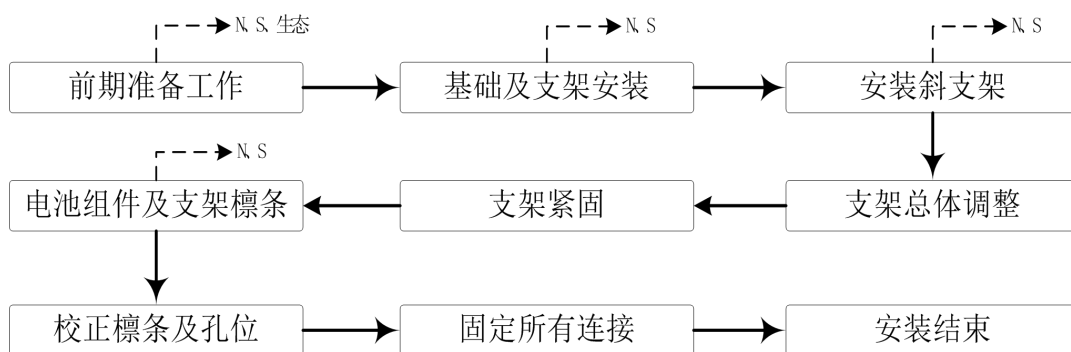 N、S、生态
N、S
N、S
前期准备工作
基础及支架安装
安装斜支架
N、S
电池组件及支架檩条
支架紧固
支架总体调整
校正檩条及孔位
固定所有连接
安装结束